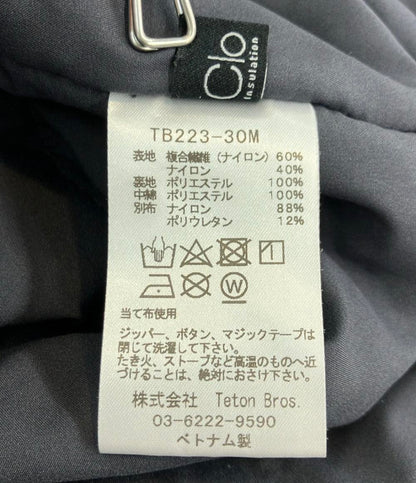 Clo
Insulation
TB223-30M
表地 複合繊維 (ナイロン) 60%
ナイロン 40%
裏地 ポリエステル 100%
中綿 ポリエステル 100%
別布 ナイロン 88%
ポリウレタン 12%
W
当て布使用
ジッパー、ボタン、マジックテープは
閉じて洗濯して下さい。
たき火、ストーブなど高温のものへ近
づけることは、絶対におさけ下さい。
株式会社 Teton Bros.
03-6222-9590
ベトナム製